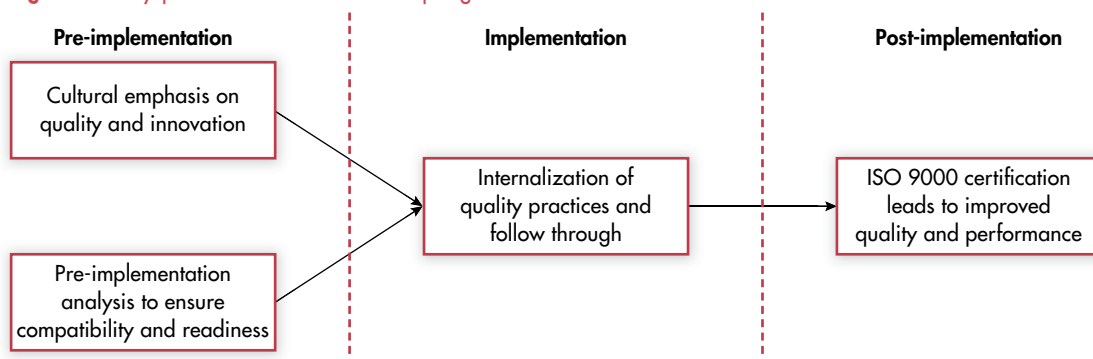 Pre-implementation
Implementation
Post-implementation
Cultural emphasis on
quality and innovation
Internalization of
quality practices and
follow through
ISO 9000 certification
leads to improved
quality and performance
Pre-implementation
analysis to ensure
compatibility and readiness